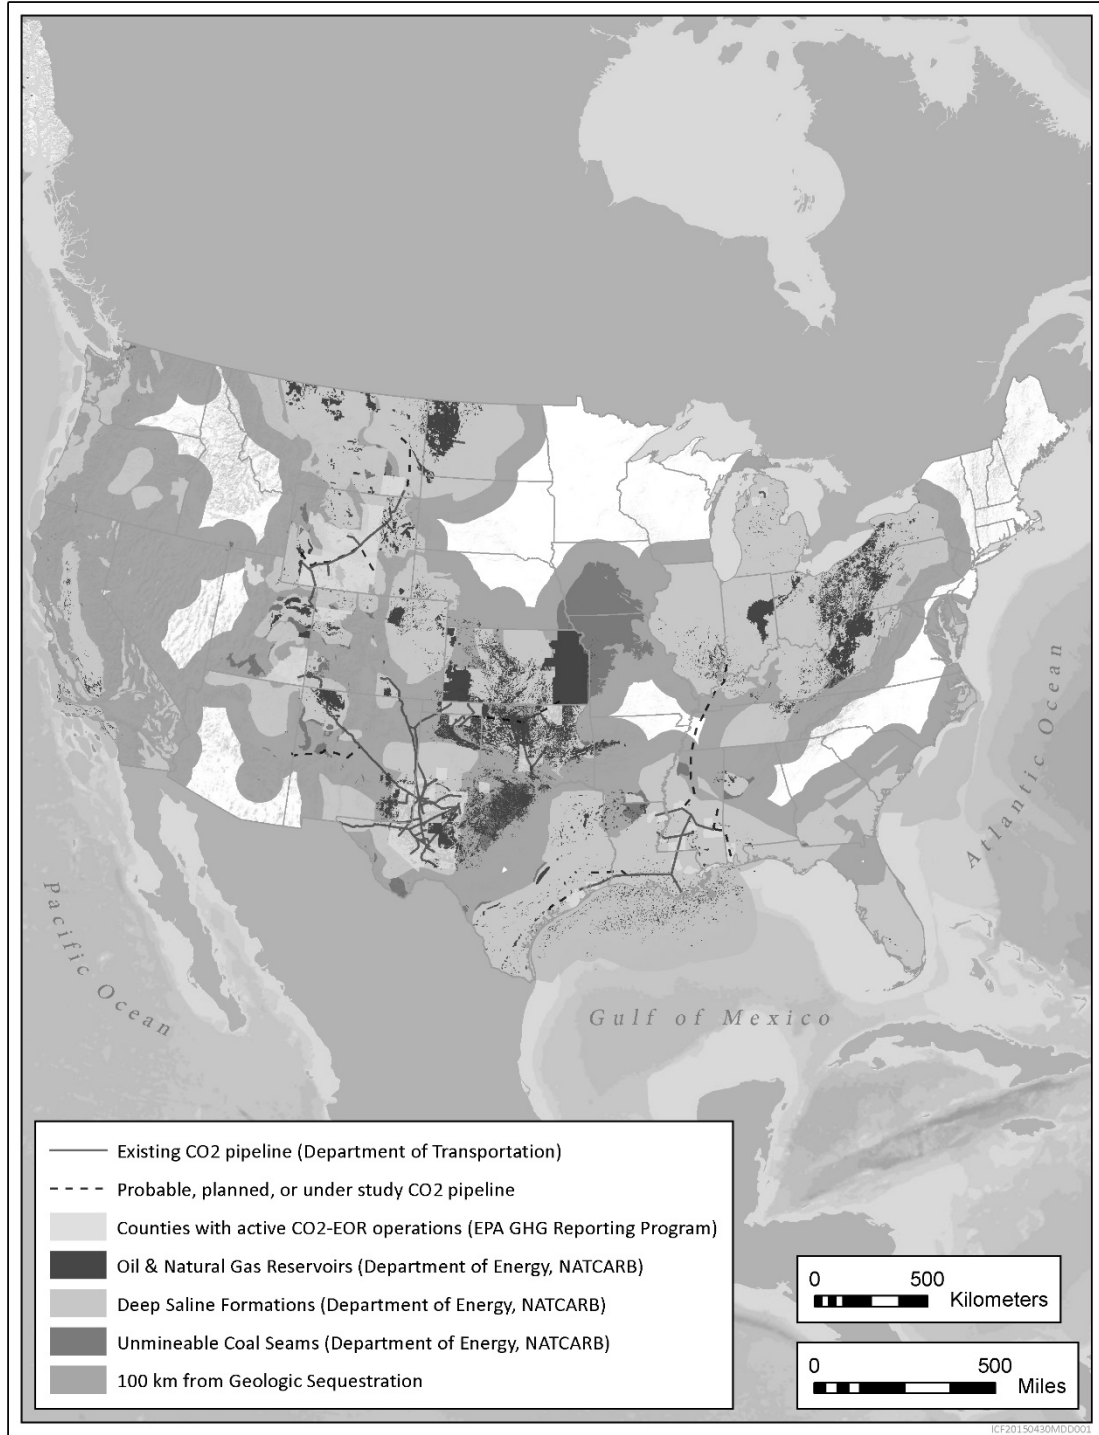 Pacific Ocean
Atlantic Ocean
Gulf of Mexico
Existing CO2 pipeline (Department of Transportation)
Probable, planned, or under study CO2 pipeline
Counties with active CO2-EOR operations (EPA GHG Reporting Program)
Oil & Natural Gas Reservoirs (Department of Energy, NATCARB)
Deep Saline Formations (Department of Energy, NATCARB)
Unmineable Coal Seams (Department of Energy, NATCARB)
100 km from Geologic Sequestration
0 500
Kilometers
0 500
Miles
ICF20150430MDD001